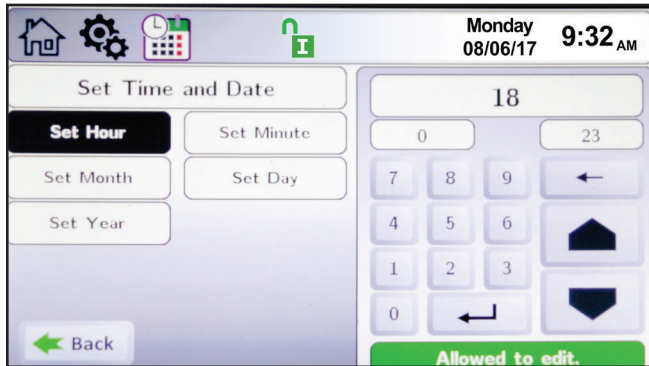 Monday
08/06/17
9:32 AM
I
Set Time and Date
Set Hour
Set Minute
Set Month
Set Day
Set Year
Back
18
0
23
7 8 9
4 5 6
1 2 3
0
Allowed to edit.